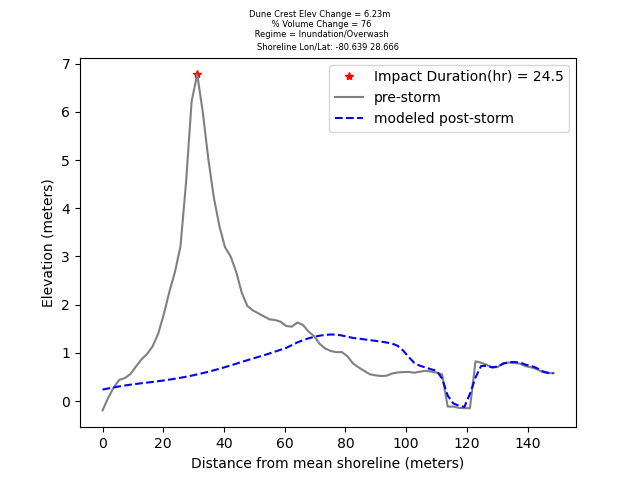 Dune Crest Elev Change = 6.23m
% Volume Change = 76
Regime = Inundation/Overwash
Shoreline Lon/Lat: -80.639 28.666
Impact Duration(hr) = 24.5
pre-storm
modeled post-storm
Elevation (meters)
7
6
5
4
3
2
1
0
0 20 40 60 80 100 120 140
Distance from mean shoreline (meters)